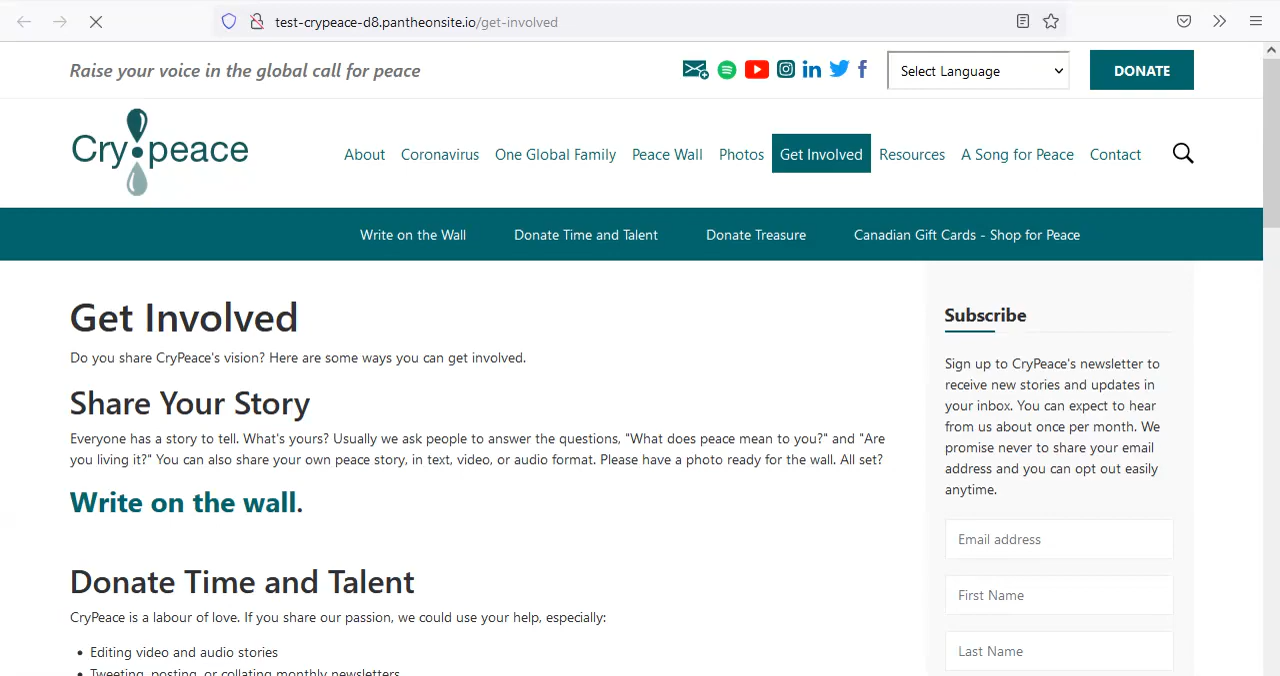 test-crypeace-d8.pantheonsite.io/get-involved
Raise your voice in the global call for peace
Select Language
DONATE
Cry peace
About Coronavirus One Global Family Peace Wall Photos Get Involved Resources A Song for Peace Contact
Write on the Wall Donate Time and Talent Donate Treasure Canadian Gift Cards - Shop for Peace
Get Involved
Do you share CryPeace's vision? Here are some ways you can get involved.
Share Your Story
Everyone has a story to tell. What's yours? Usually we ask people to answer the questions, "What does peace mean to you?" and "Are
you living it?" You can also share your own peace story, in text, video, or audio format. Please have a photo ready for the wall. All set?
Write on the wall.
Donate Time and Talent
CryPeace is a labour of love. If you share our passion, we could use your help, especially:
• Editing video and audio stories
• Tweeting, posting, or collating monthly newsletters
Subscribe
Sign up to CryPeace's newsletter to
receive new stories and updates in
your inbox. You can expect to hear
from us about once per month. We
promise never to share your email
address and you can opt out easily
anytime.
Email address
First Name
Last Name